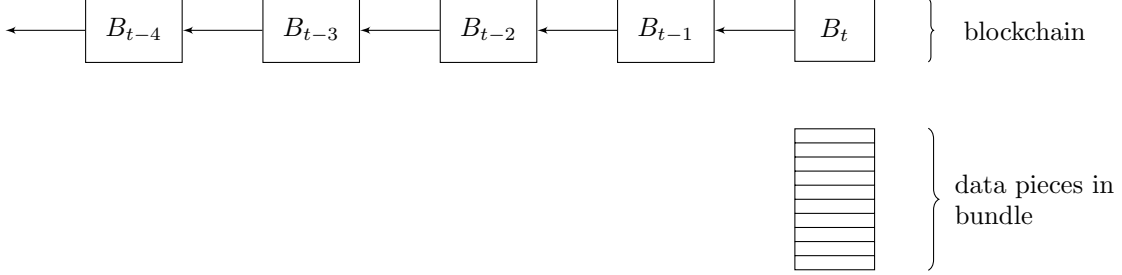 B_{t−4} B_{t−3} B_{t−2} B_{t−1} B_t blockchain
data pieces in
bundle